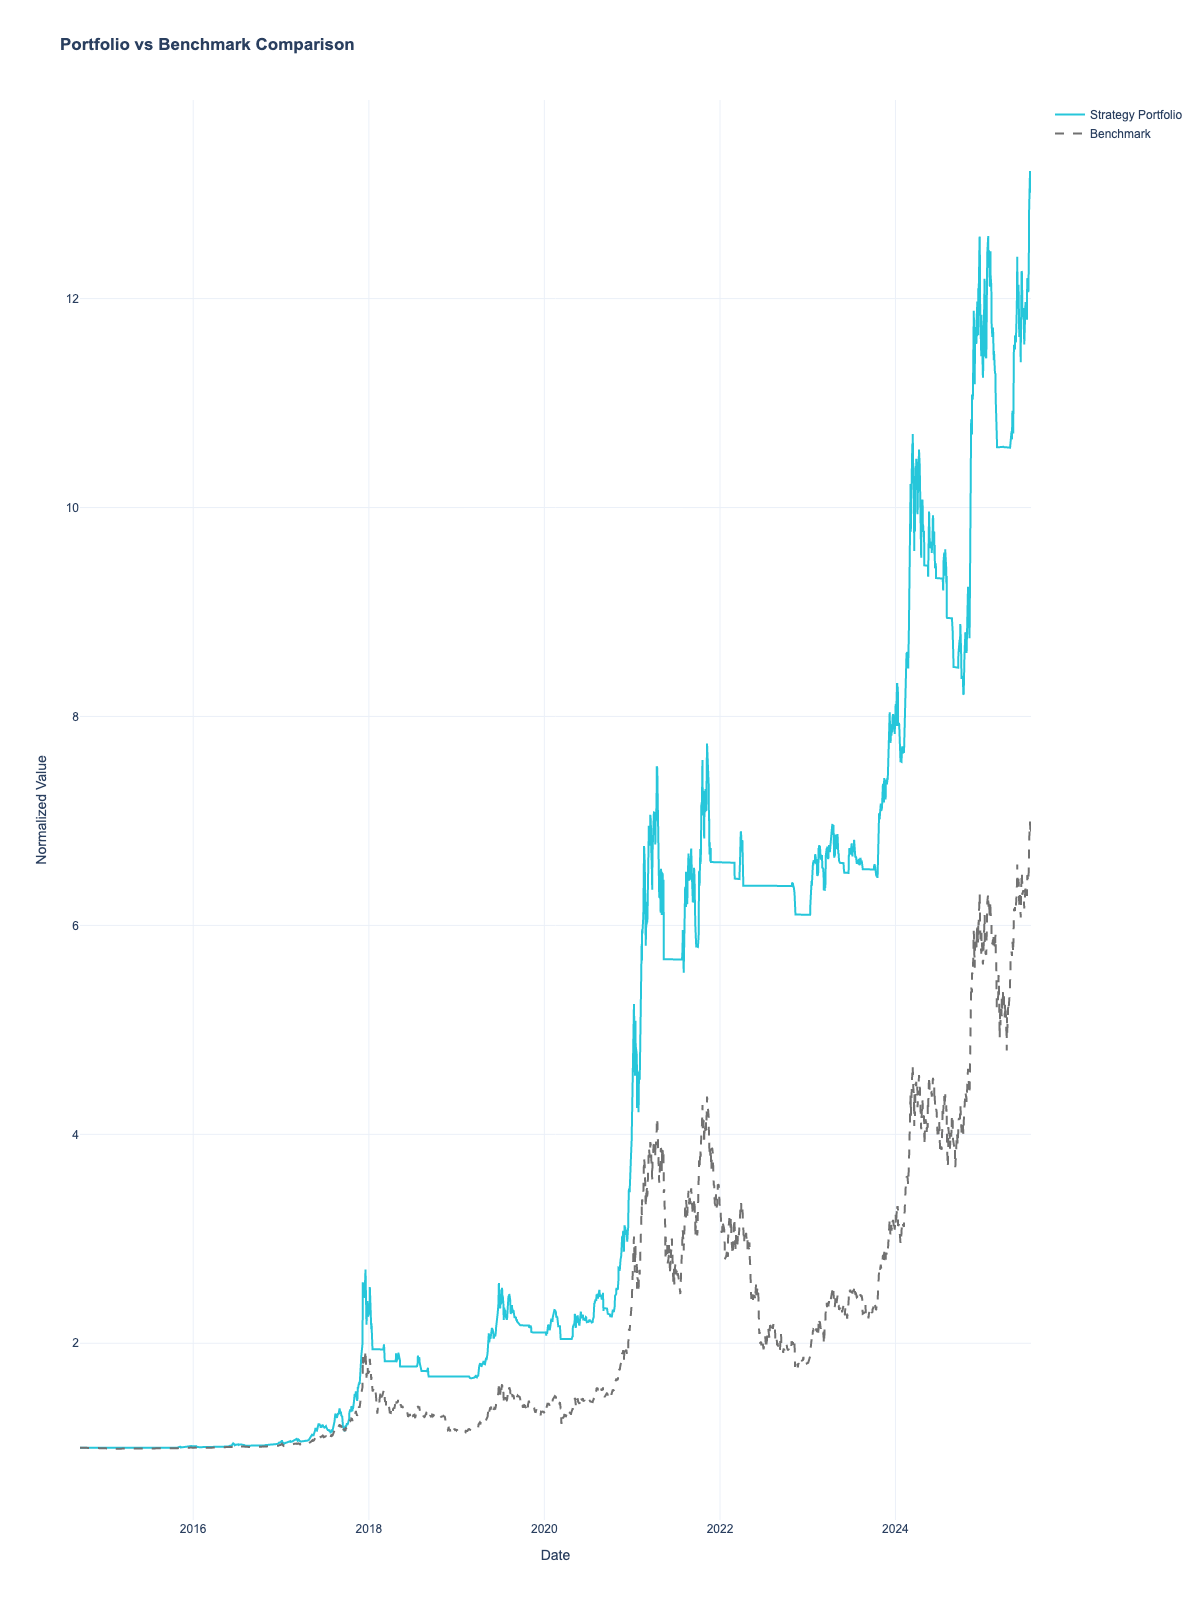 Portfolio vs Benchmark Comparison
Strategy Portfolio
Benchmark
12
10
8
6
4
2
Normalized Value
2016
2018
2020
2022
2024
Date